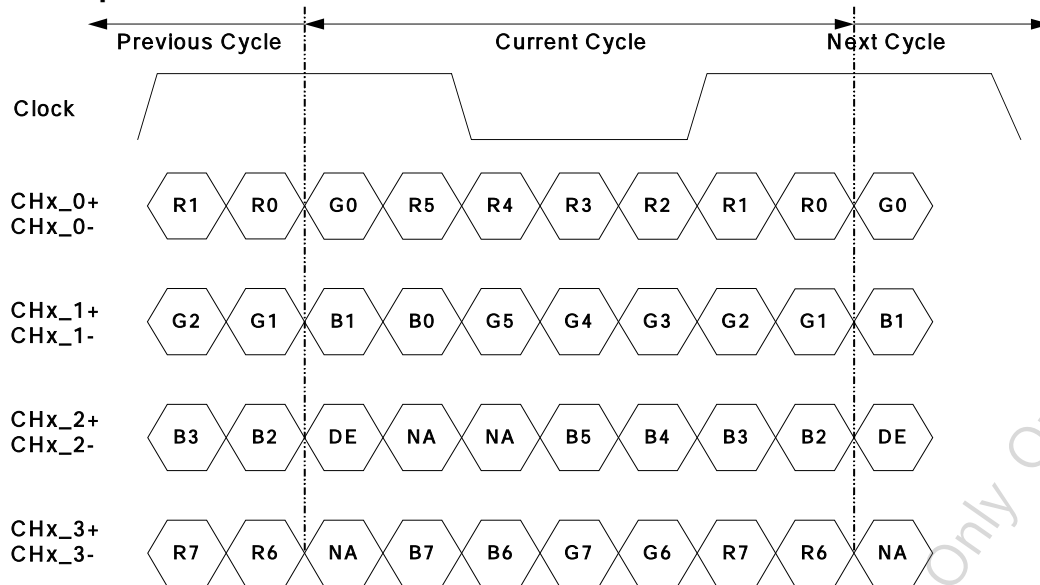 Previous Cycle Current Cycle Next Cycle
Clock
CHx_0+
CHx_0-
R1 R0 G0 R5 R4 R3 R2 R1 R0 G0
CHx_1+
CHx_1-
G2 G1 B1 B0 G5 G4 G3 G2 G1 B1
CHx_2+
CHx_2-
B3 B2 DE NA NA B5 B4 B3 B2 DE
CHx_3+
CHx_3-
R7 R6 NA B7 B6 G7 G6 R7 R6 NA
Only